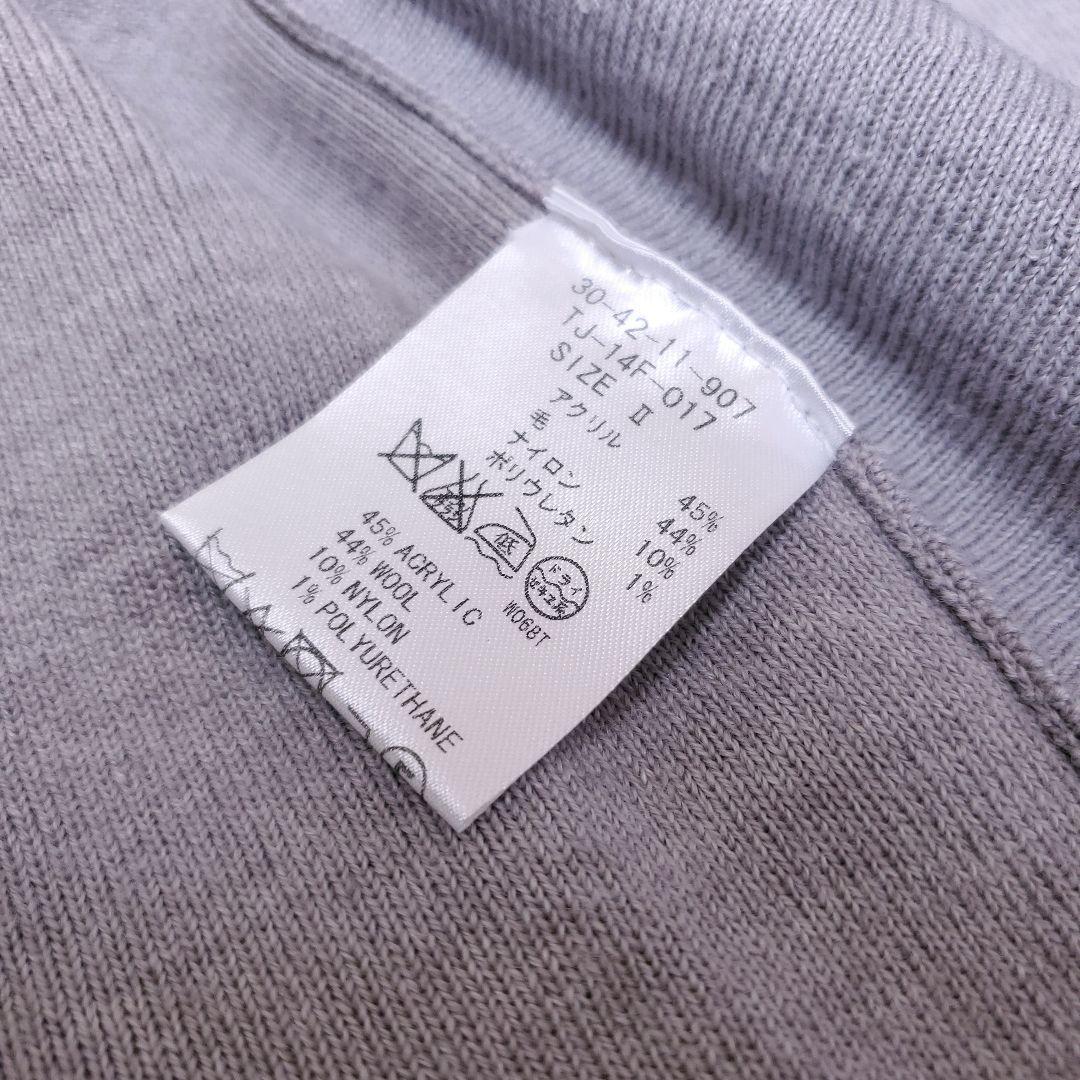 30-42-11-907
TJ-14F-017
SIZE Ⅱ
アクリル 45%
毛 44%
ナイロン 10%
ポリウレタン 1%
低
ドライ
W06BT
45% ACRYLIC
44% WOOL
10% NYLON
1% POLYURETHANE